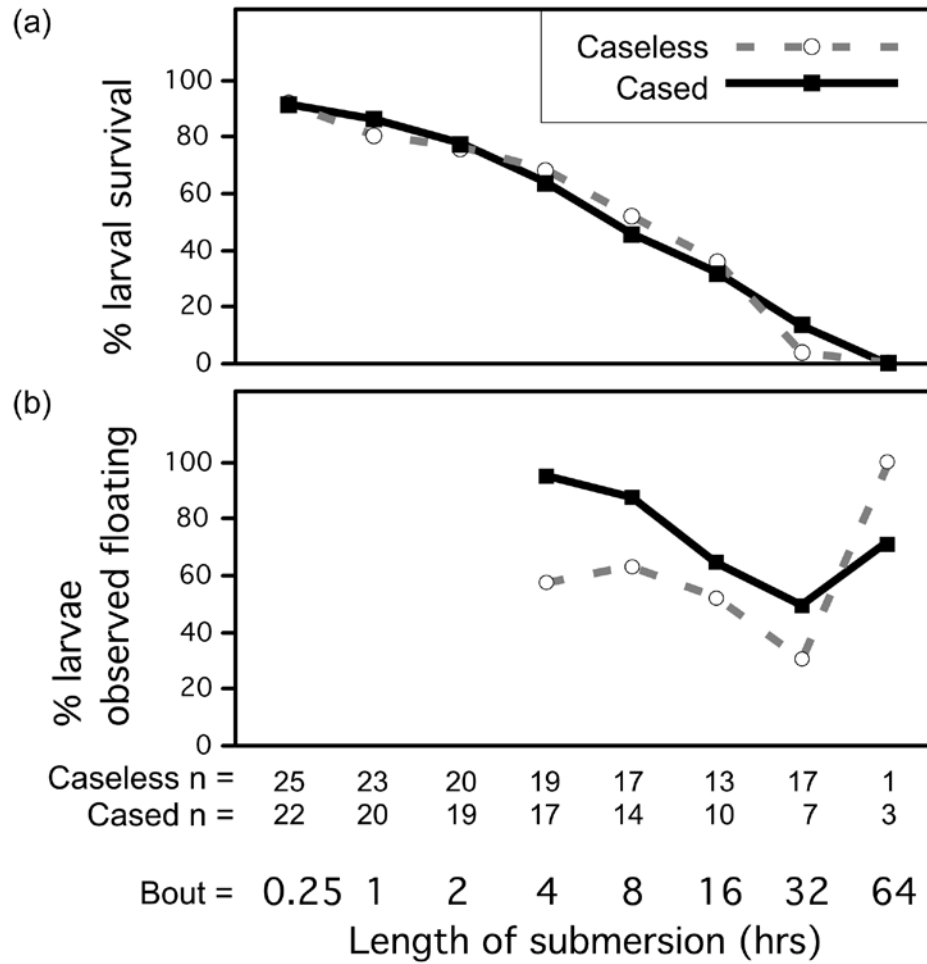 (a)
Caseless
Cased
% larval survival
100
80
60
40
20
0
(b)
% larvae
observed floating
100
80
60
40
20
0
Caseless n = 25 23 20 19 17 13 17 1
Cased n = 22 20 19 17 14 10 7 3
Bout = 0.25 1 2 4 8 16 32 64
Length of submersion (hrs)